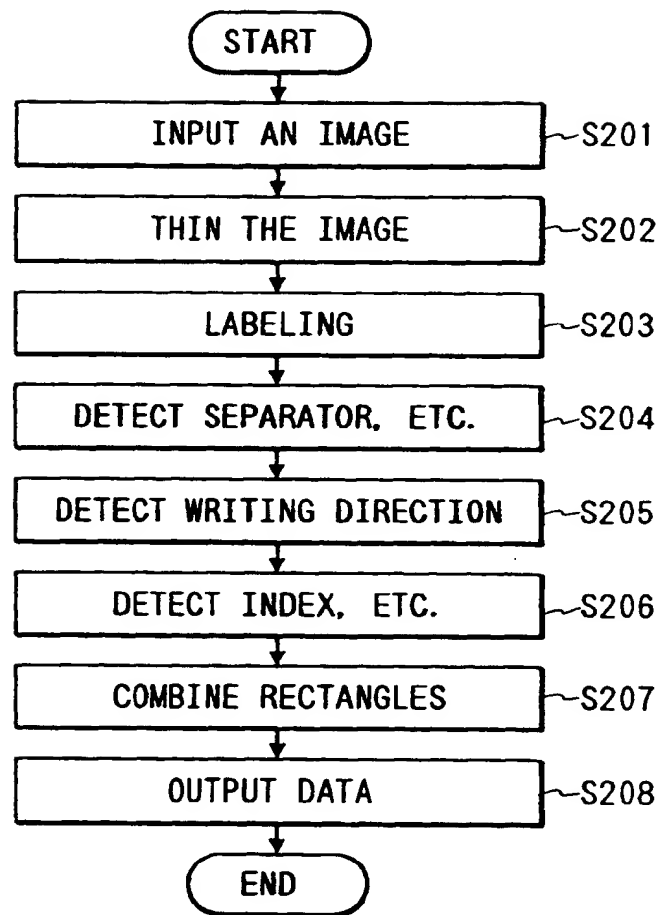 START
INPUT AN IMAGE S201
THIN THE IMAGE S202
LABELING S203
DETECT SEPARATOR, ETC. S204
DETECT WRITING DIRECTION S205
DETECT INDEX, ETC. S206
COMBINE RECTANGLES S207
OUTPUT DATA S208
END